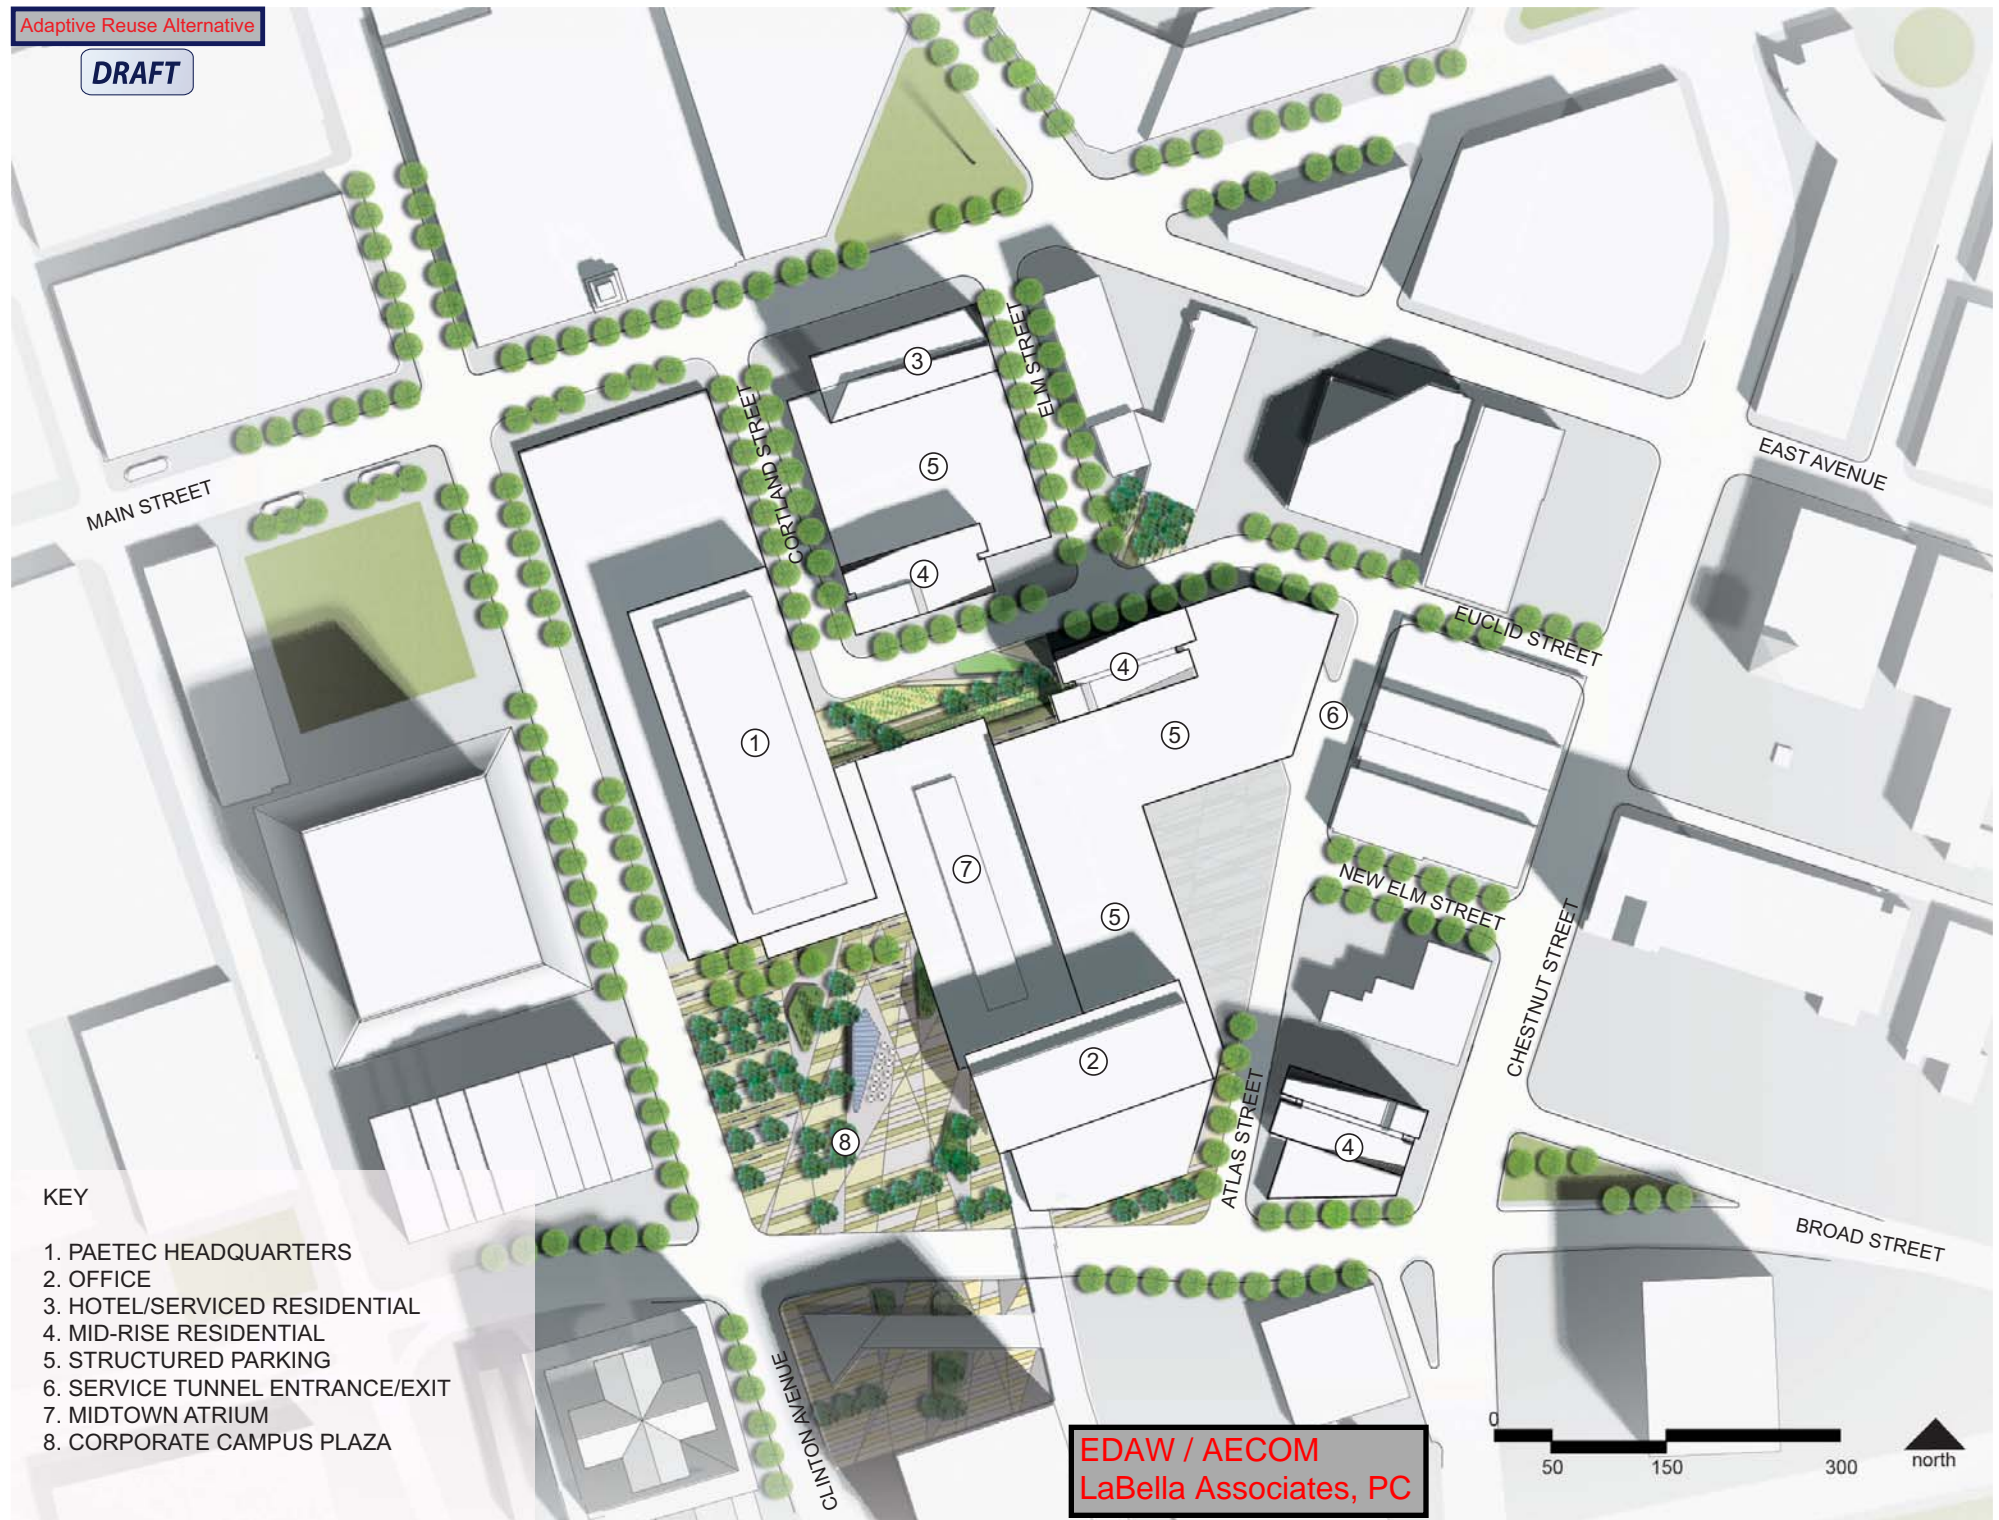 Adaptive Reuse Alternative
DRAFT
MAIN STREET
CORTLAND STREET
ELM STREET
EAST AVENUE
EUCLID STREET
NEW ELM STREET
CHESTNUT STREET
ATLAS STREET
BROAD STREET
CLINTON AVENUE
3
5
4
4
6
1
5
7
5
2
8
4
KEY
1. PAETEC HEADQUARTERS
2. OFFICE
3. HOTEL/SERVICED RESIDENTIAL
4. MID-RISE RESIDENTIAL
5. STRUCTURED PARKING
6. SERVICE TUNNEL ENTRANCE/EXIT
7. MIDTOWN ATRIUM
8. CORPORATE CAMPUS PLAZA
EDAW / AECOM
LaBella Associates, PC
0
50 150 300
north